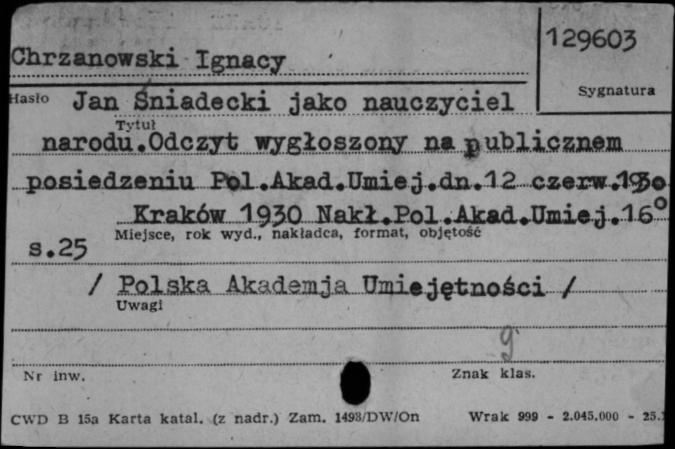 129603
Chrzanowski Ignacy
Sygnatura
Hasło
Jan Śniadecki jako nauczyciel
Tytuł
narodu.Odczyt wygłoszony na publicznem
posiedzeniu Pol.Akad.Umiej.dn.12 czerw.1930
Kraków 1930 Nakł.Pol.Akad.Umiej.16°
Miejsce, rok wyd., nakładca, format, objętość
s.25
/ Polska Akademja Umiejętności /
Uwagi
g
Nr inw.
Znak klas.
CWD B 15a Karta katal. (z nadr.) Zam. 1493/DW/On Wrak 999 - 2.045.000 - 25.